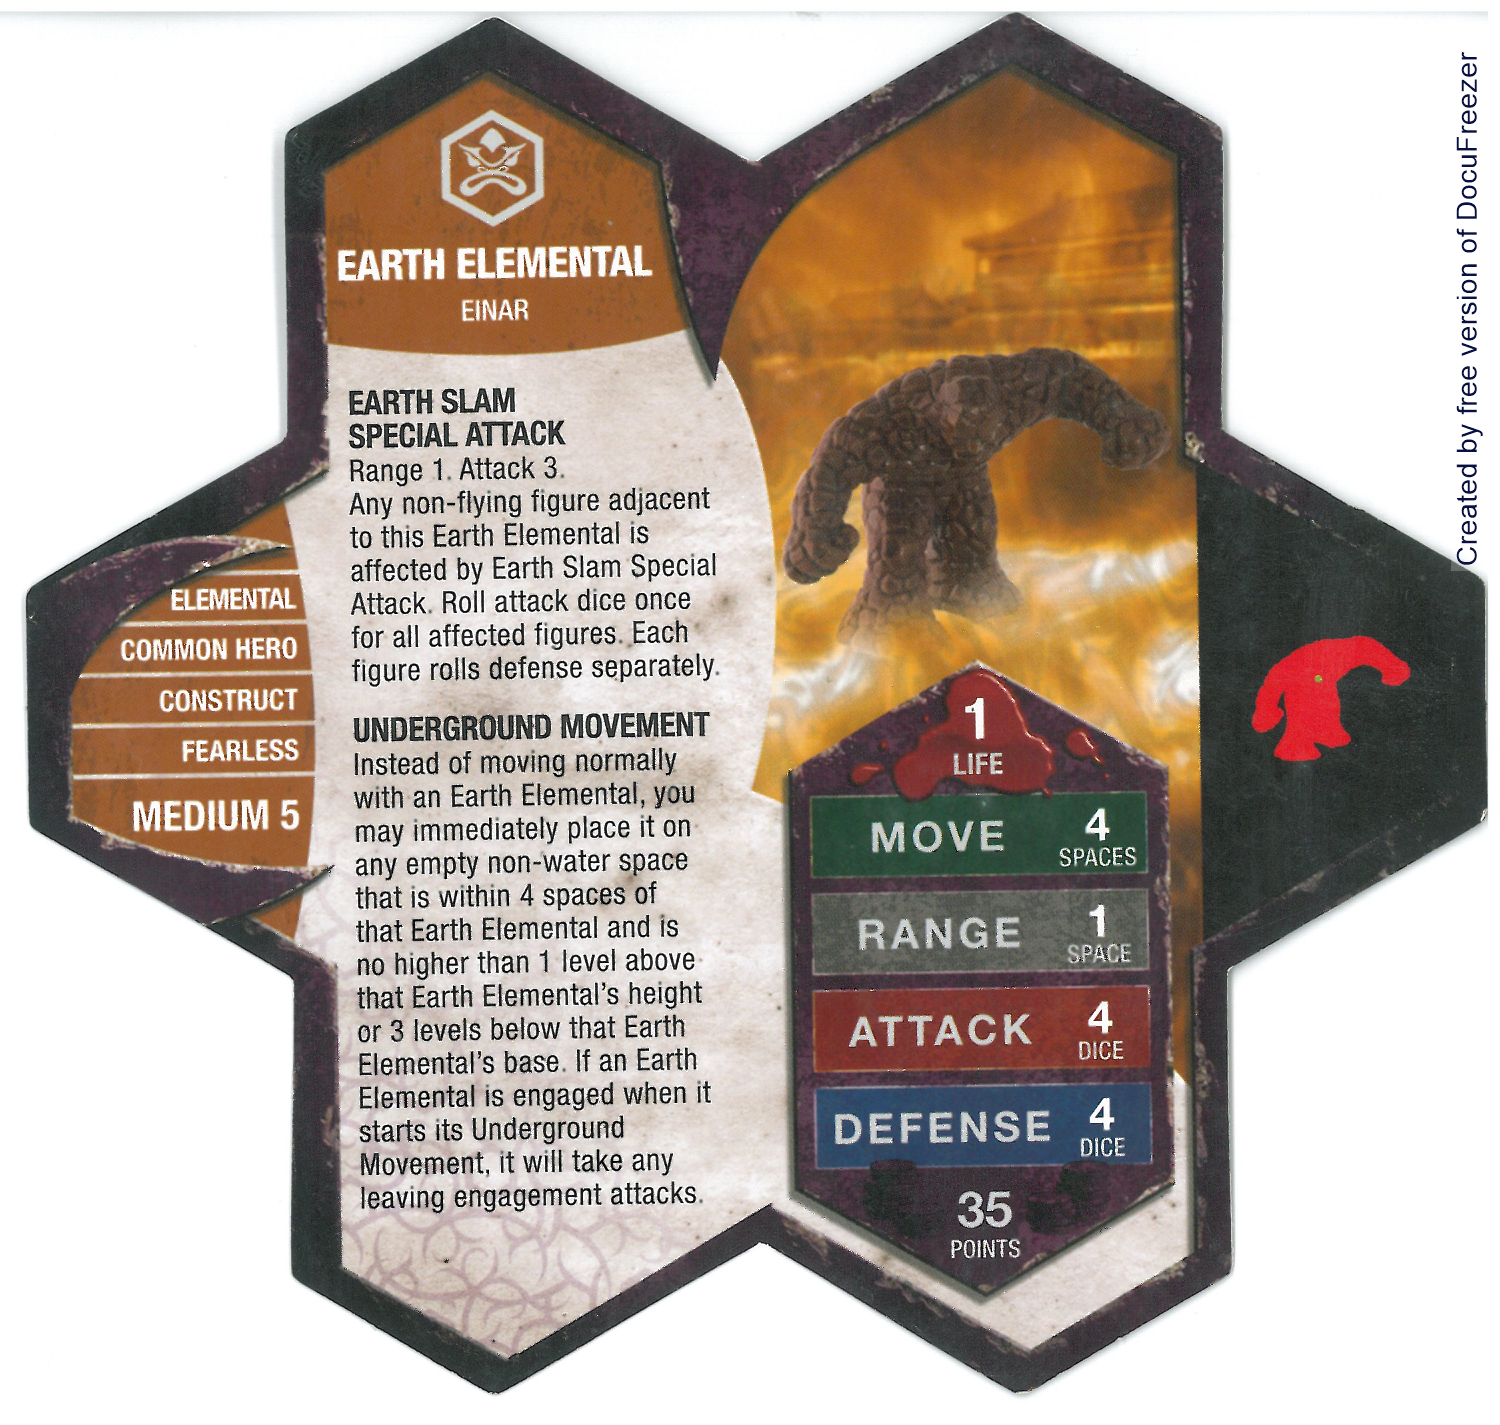 EARTH ELEMENTAL
EINAR
EARTH SLAM
SPECIAL ATTACK
Range 1. Attack 3.
Any non-flying figure adjacent
to this Earth Elemental is
affected by Earth Slam Special
Attack. Roll attack dice once
for all affected figures. Each
figure rolls defense separately.
UNDERGROUND MOVEMENT
Instead of moving normally
with an Earth Elemental, you
may immediately place it on
any empty non-water space
that is within 4 spaces of
that Earth Elemental and is
no higher than 1 level above
that Earth Elemental's height
or 3 levels below that Earth
Elemental's base. If an Earth
Elemental is engaged when it
starts its Underground
Movement, it will take any
leaving engagement attacks.
ELEMENTAL
COMMON HERO
CONSTRUCT
FEARLESS
MEDIUM 5
1
LIFE
MOVE 4
SPACES
RANGE 1
SPACE
ATTACK 4
DICE
DEFENSE 4
DICE
35
POINTS
Created by free version of DocuFreezer